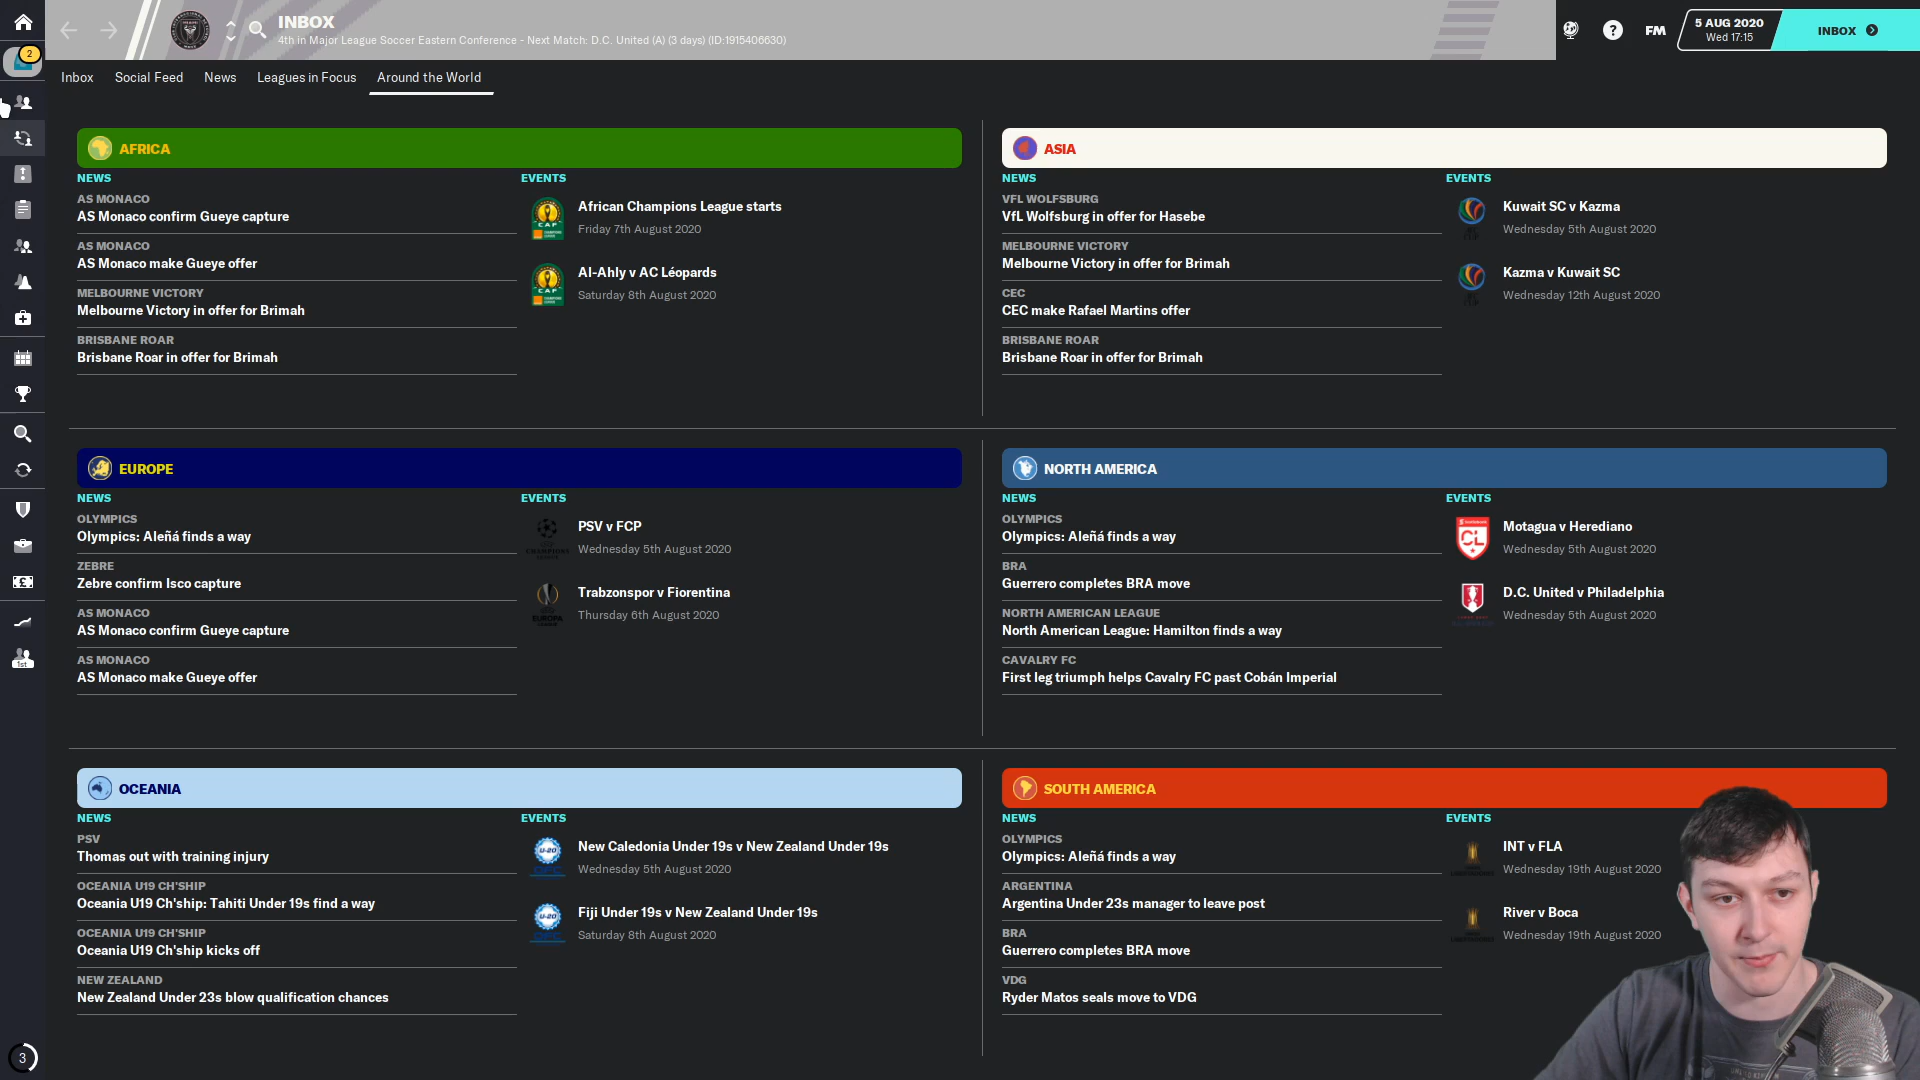 2
INBOX
4th in Major League Soccer Eastern Conference - Next Match: D.C. United (A) (3 days) (ID:1915406630)
?
FM
5 AUG 2020
Wed 17:15
INBOX
Inbox
Social Feed
News
Leagues in Focus
Around the World
AFRICA
NEWS
AS MONACO
AS Monaco confirm Gueye capture
AS MONACO
AS Monaco make Gueye offer
MELBOURNE VICTORY
Melbourne Victory in offer for Brimah
BRISBANE ROAR
Brisbane Roar in offer for Brimah
EVENTS
African Champions League starts
Friday 7th August 2020
Al-Ahly v AC Léopards
Saturday 8th August 2020
ASIA
NEWS
VFL WOLFSBURG
VfL Wolfsburg in offer for Hasebe
MELBOURNE VICTORY
Melbourne Victory in offer for Brimah
CEC
CEC make Rafael Martins offer
BRISBANE ROAR
Brisbane Roar in offer for Brimah
EVENTS
Kuwait SC v Kazma
Wednesday 5th August 2020
Kazma v Kuwait SC
Wednesday 12th August 2020
EUROPE
NEWS
OLYMPICS
Olympics: Aleñá finds a way
ZEBRE
Zebre confirm Isco capture
AS MONACO
AS Monaco confirm Gueye capture
AS MONACO
AS Monaco make Gueye offer
EVENTS
PSV v FCP
Wednesday 5th August 2020
Trabzonspor v Fiorentina
Thursday 6th August 2020
NORTH AMERICA
NEWS
OLYMPICS
Olympics: Aleñá finds a way
BRA
Guerrero completes BRA move
NORTH AMERICAN LEAGUE
North American League: Hamilton finds a way
CAVALRY FC
First leg triumph helps Cavalry FC past Cobán Imperial
EVENTS
Motagua v Herediano
Wednesday 5th August 2020
D.C. United v Philadelphia
Wednesday 5th August 2020
OCEANIA
NEWS
PSV
Thomas out with training injury
OCEANIA U19 CH'SHIP
Oceania U19 Ch'ship: Tahiti Under 19s find a way
OCEANIA U19 CH'SHIP
Oceania U19 Ch'ship kicks off
NEW ZEALAND
New Zealand Under 23s blow qualification chances
EVENTS
New Caledonia Under 19s v New Zealand Under 19s
Wednesday 5th August 2020
Fiji Under 19s v New Zealand Under 19s
Saturday 8th August 2020
SOUTH AMERICA
NEWS
OLYMPICS
Olympics: Aleñá finds a way
ARGENTINA
Argentina Under 23s manager to leave post
BRA
Guerrero completes BRA move
VDG
Ryder Matos seals move to VDG
EVENTS
INT v FLA
Wednesday 19th August 2020
River v Boca
Wednesday 19th August 2020
1st
3